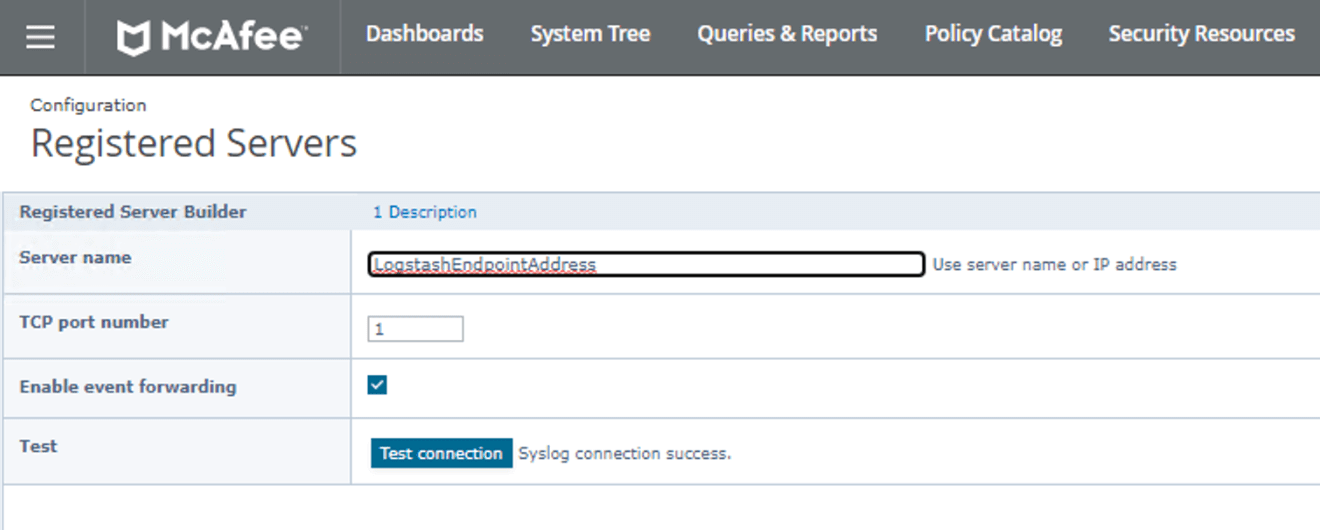 McAfee Dashboards System Tree Queries & Reports Policy Catalog Security Resources
Configuration
Registered Servers
Registered Server Builder 1 Description
Server name LogstashEndpointAddress Use server name or IP address
TCP port number 1
Enable event forwarding
Test Test connection Syslog connection success.